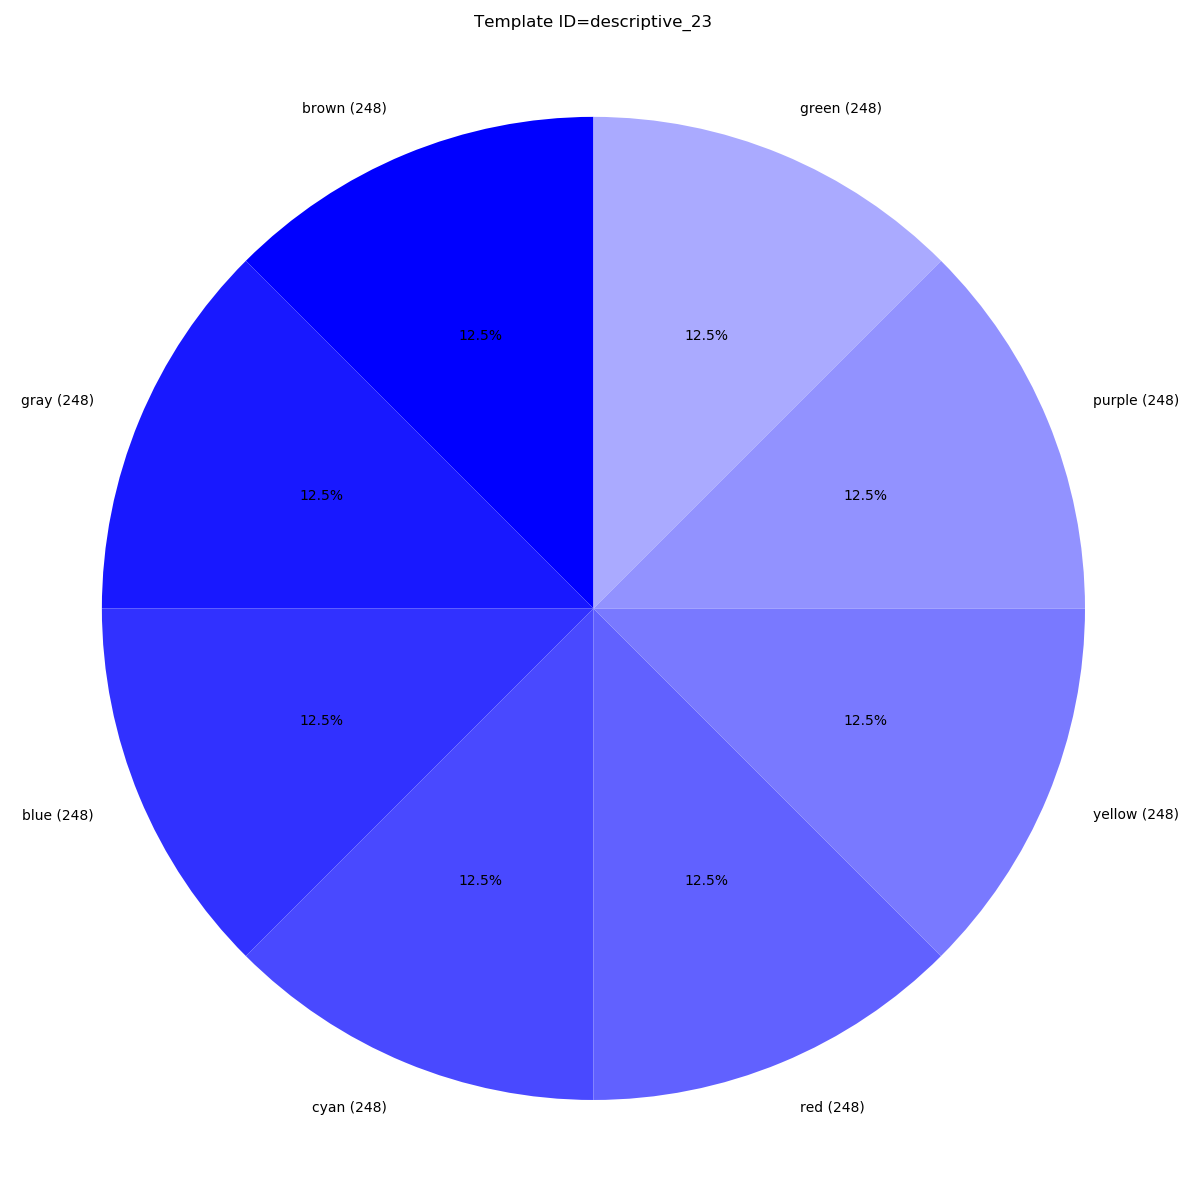 Template ID=descriptive_23
brown (248)
green (248)
12.5%
12.5%
gray (248)
purple (248)
12.5%
12.5%
12.5%
12.5%
blue (248)
yellow (248)
12.5%
12.5%
cyan (248)
red (248)